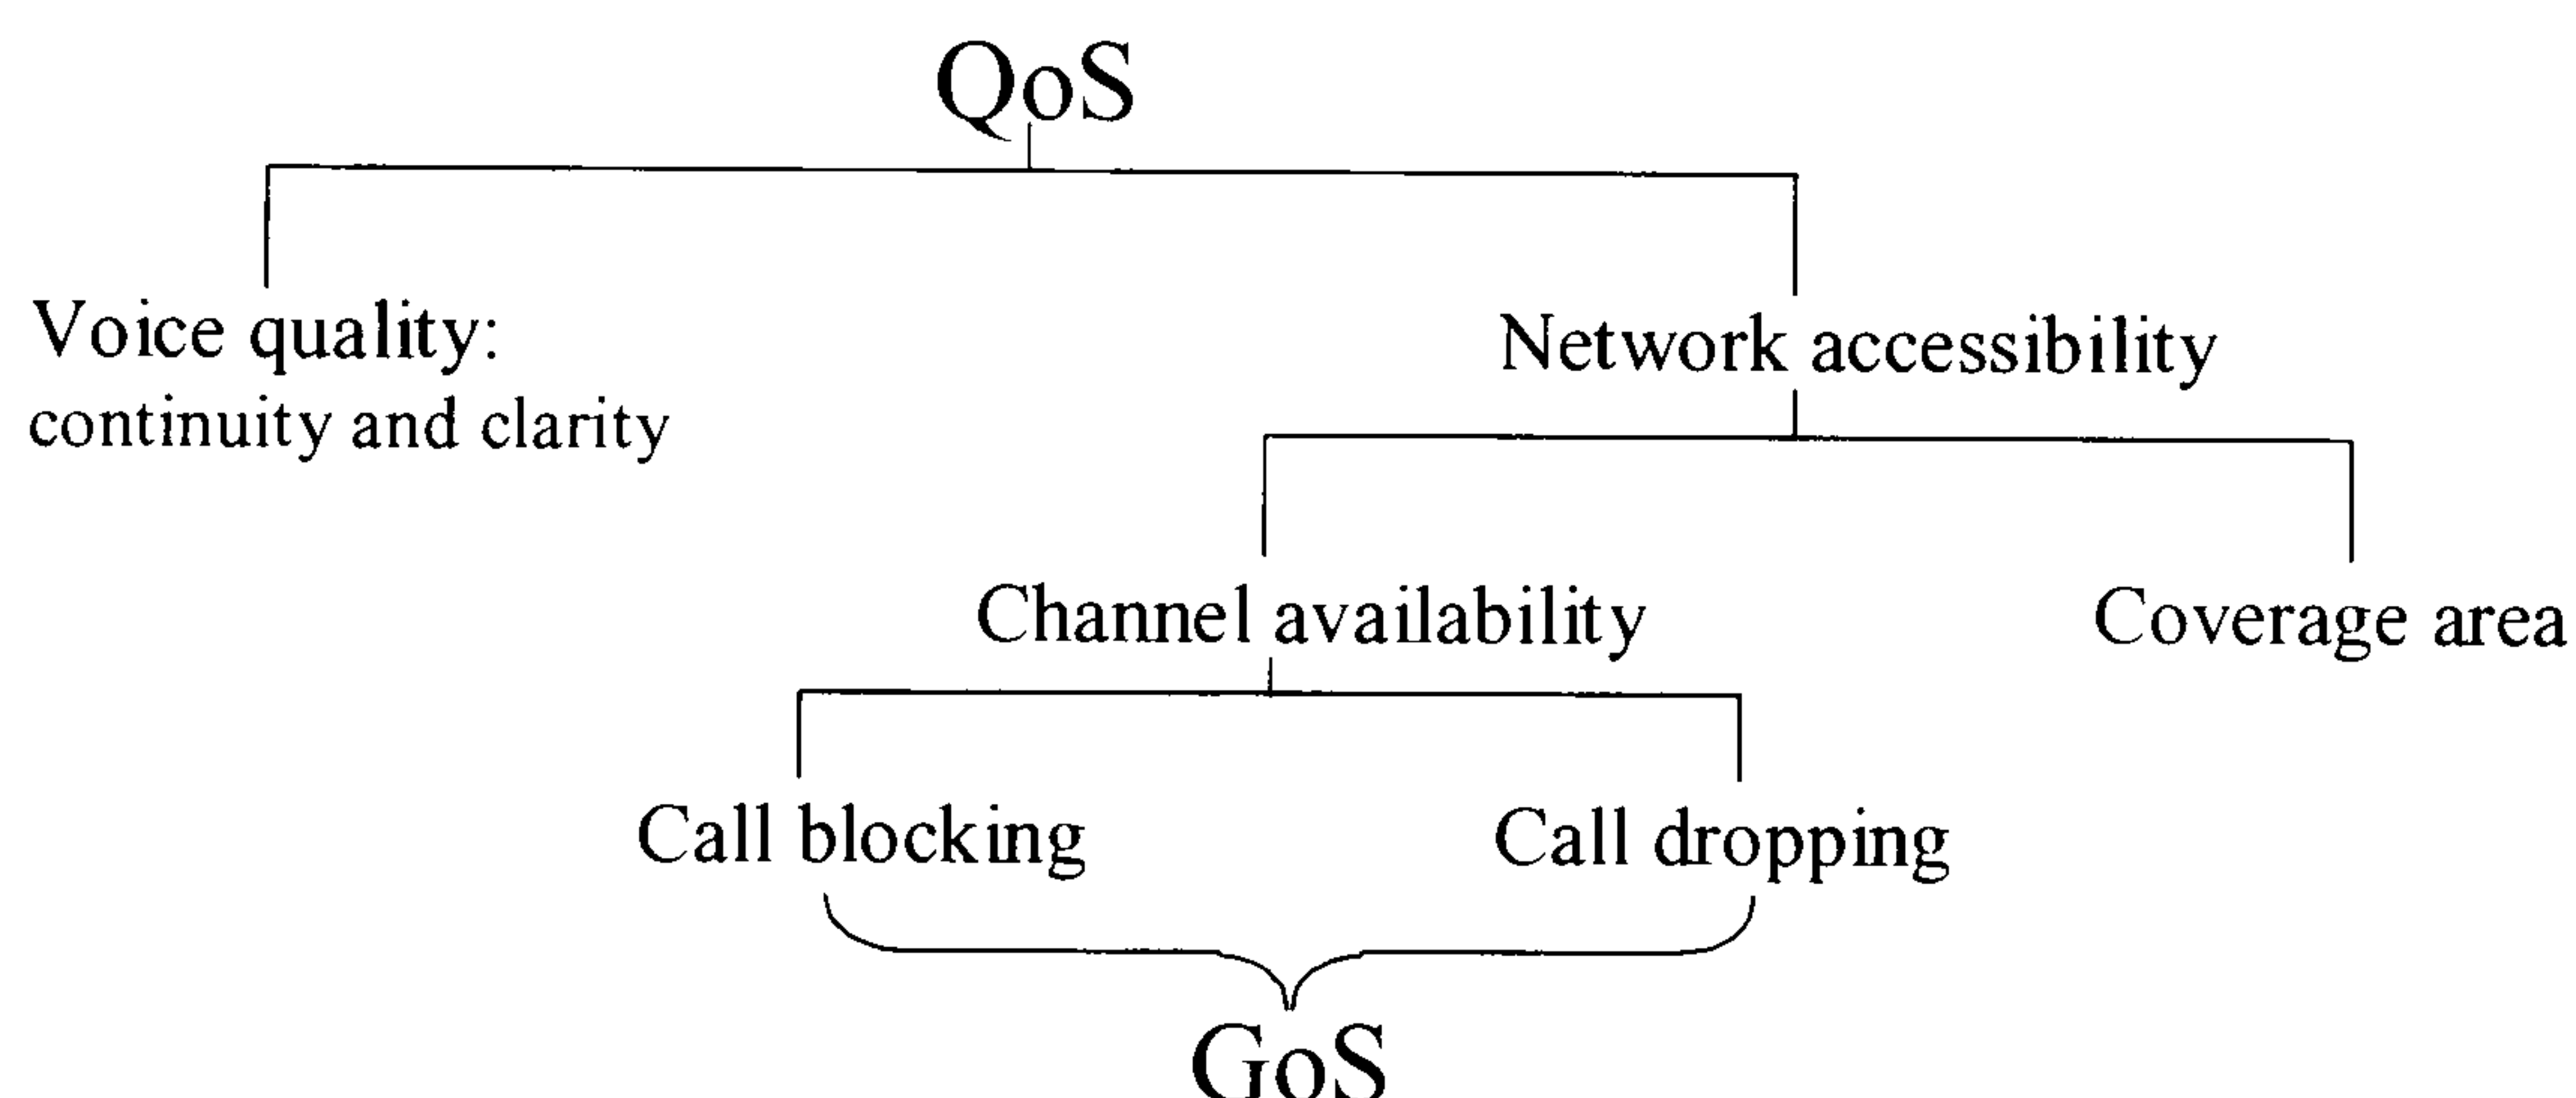 QoS
Voice quality:
continuity and clarity
Network accessibility
Channel availability
Coverage area
Call blocking
Call dropping
GoS